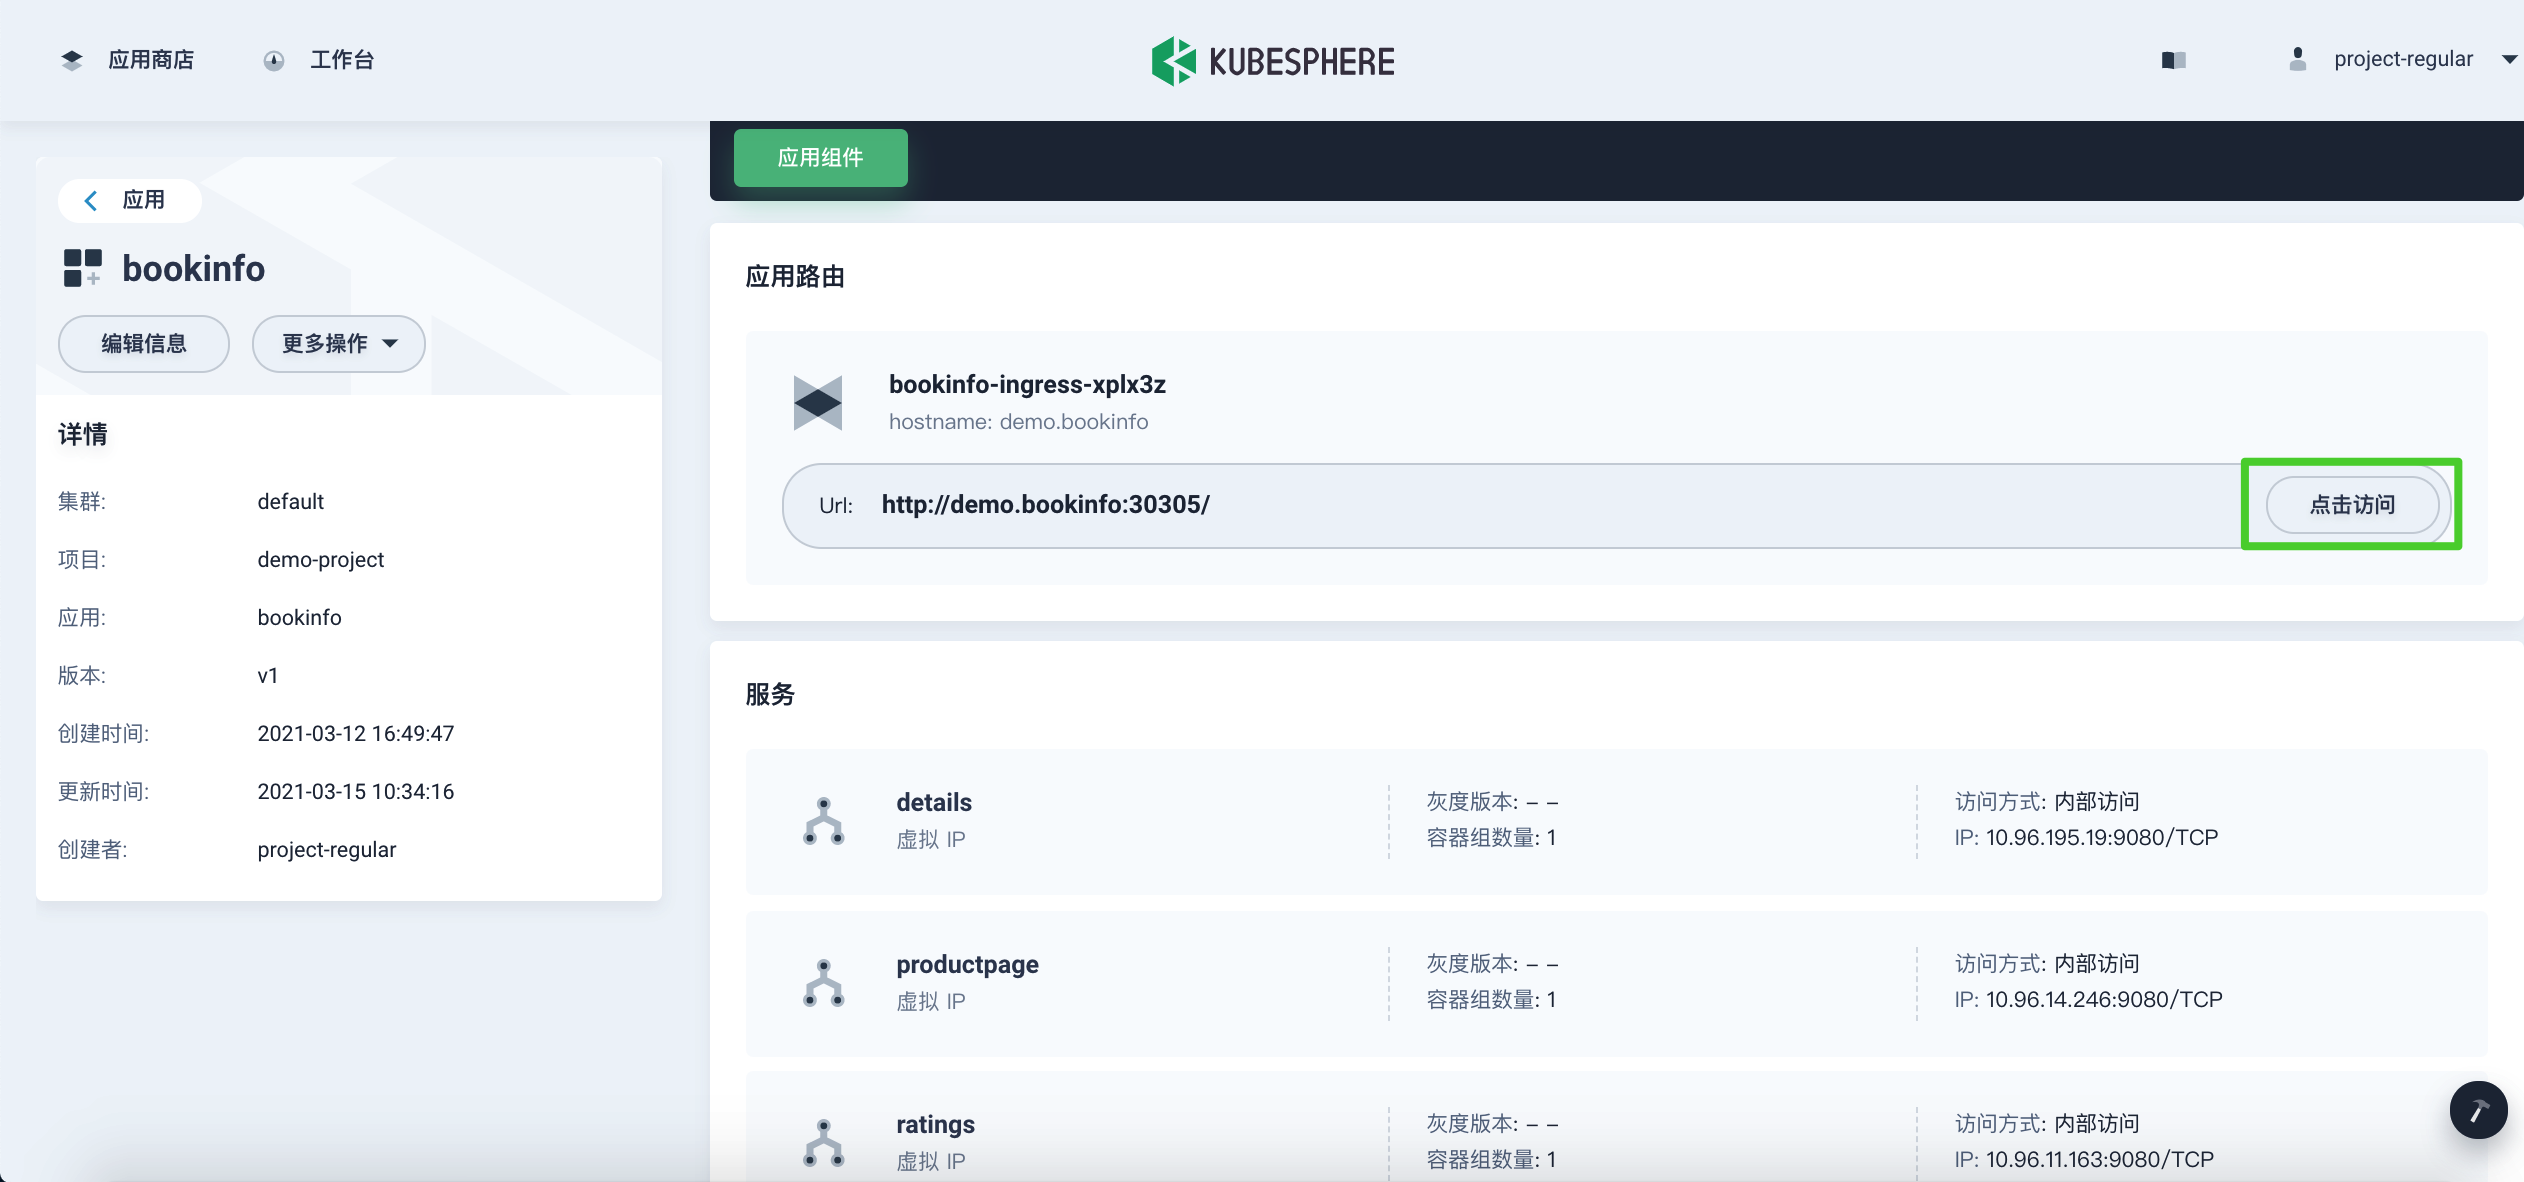 应用商店
工作台
KUBESPHERE
project-regular
应用
bookinfo
编辑信息
更多操作
详情
集群: default
项目: demo-project
应用: bookinfo
版本: v1
创建时间: 2021-03-12 16:49:47
更新时间: 2021-03-15 10:34:16
创建者: project-regular
应用组件
应用路由
bookinfo-ingress-xplx3z
hostname: demo.bookinfo
Url: http://demo.bookinfo:30305/
点击访问
服务
details
虚拟 IP
灰度版本: – –
容器组数量: 1
访问方式: 内部访问
IP: 10.96.195.19:9080/TCP
productpage
虚拟 IP
灰度版本: – –
容器组数量: 1
访问方式: 内部访问
IP: 10.96.14.246:9080/TCP
ratings
虚拟 IP
灰度版本: – –
容器组数量: 1
访问方式: 内部访问
IP: 10.96.11.163:9080/TCP